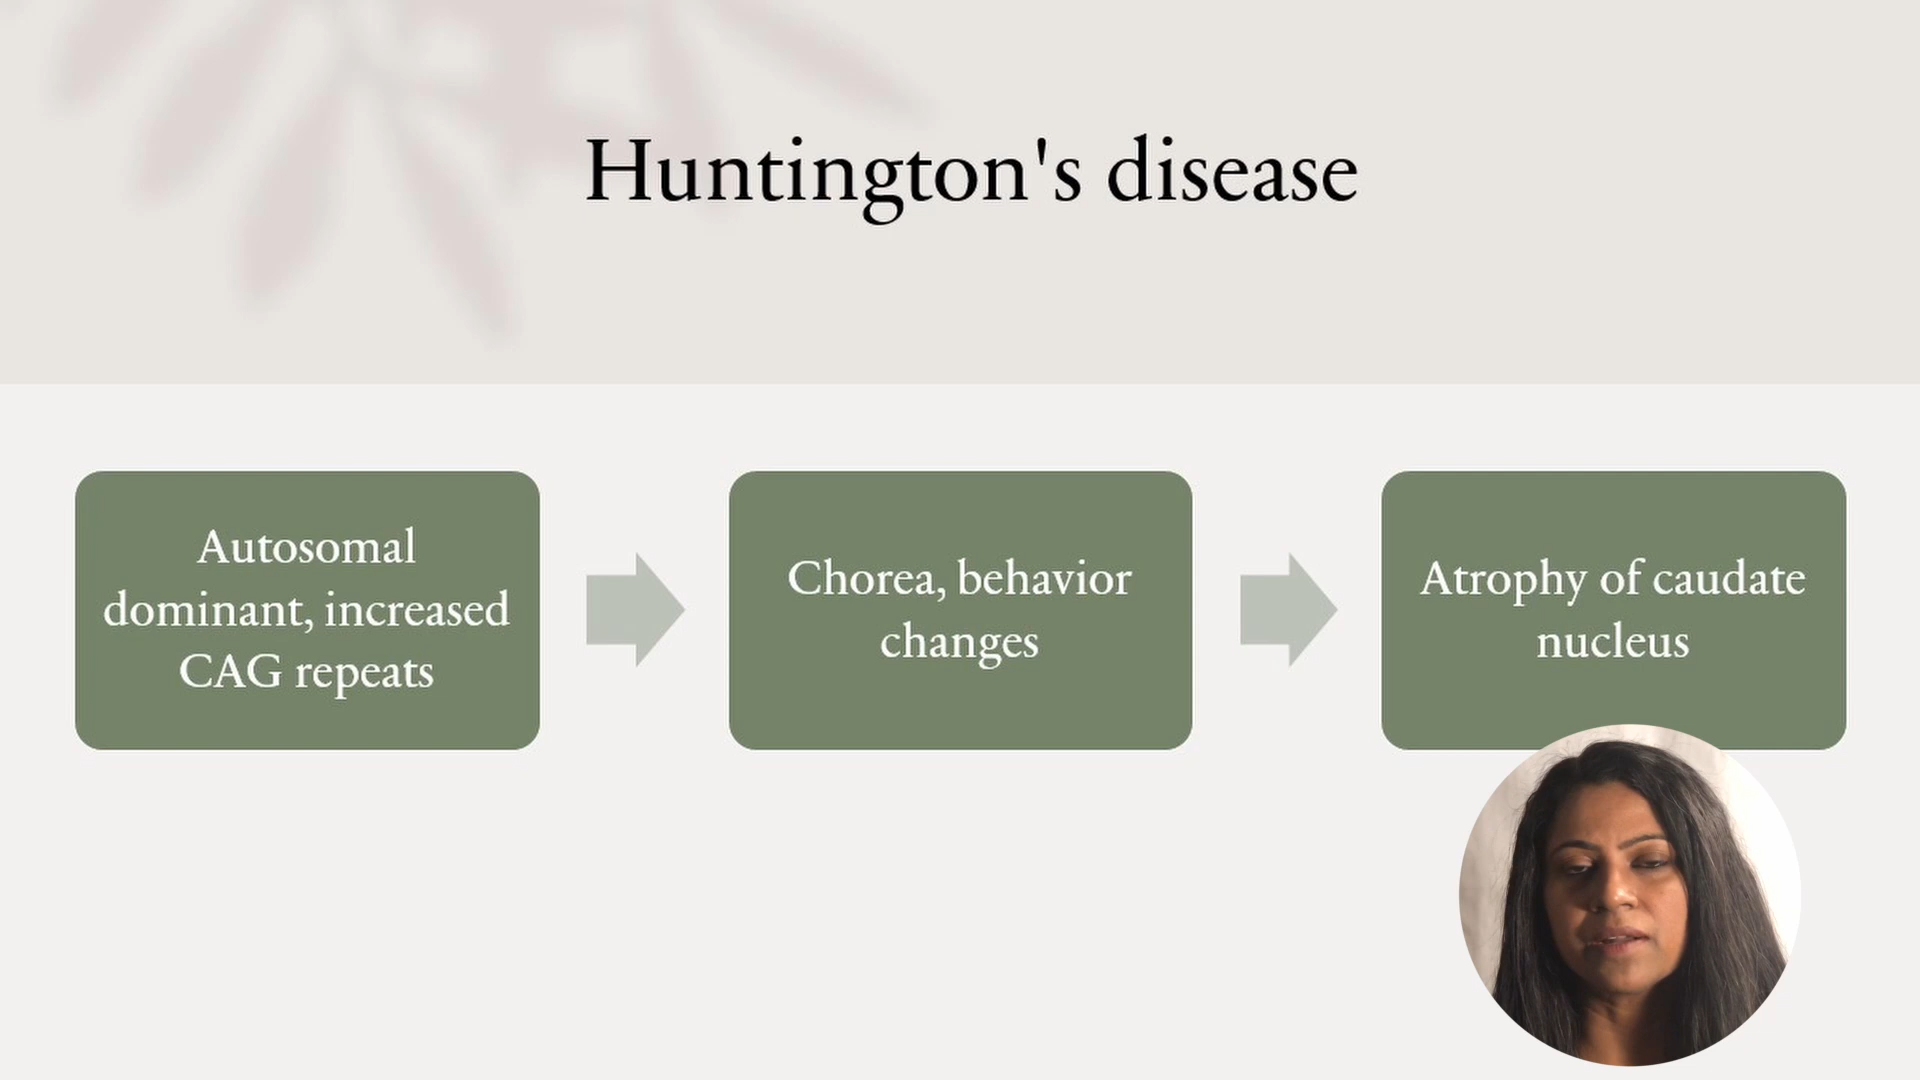 Huntington's disease
Autosomal
dominant, increased
CAG repeats
Chorea, behavior
changes
Atrophy of caudate
nucleus